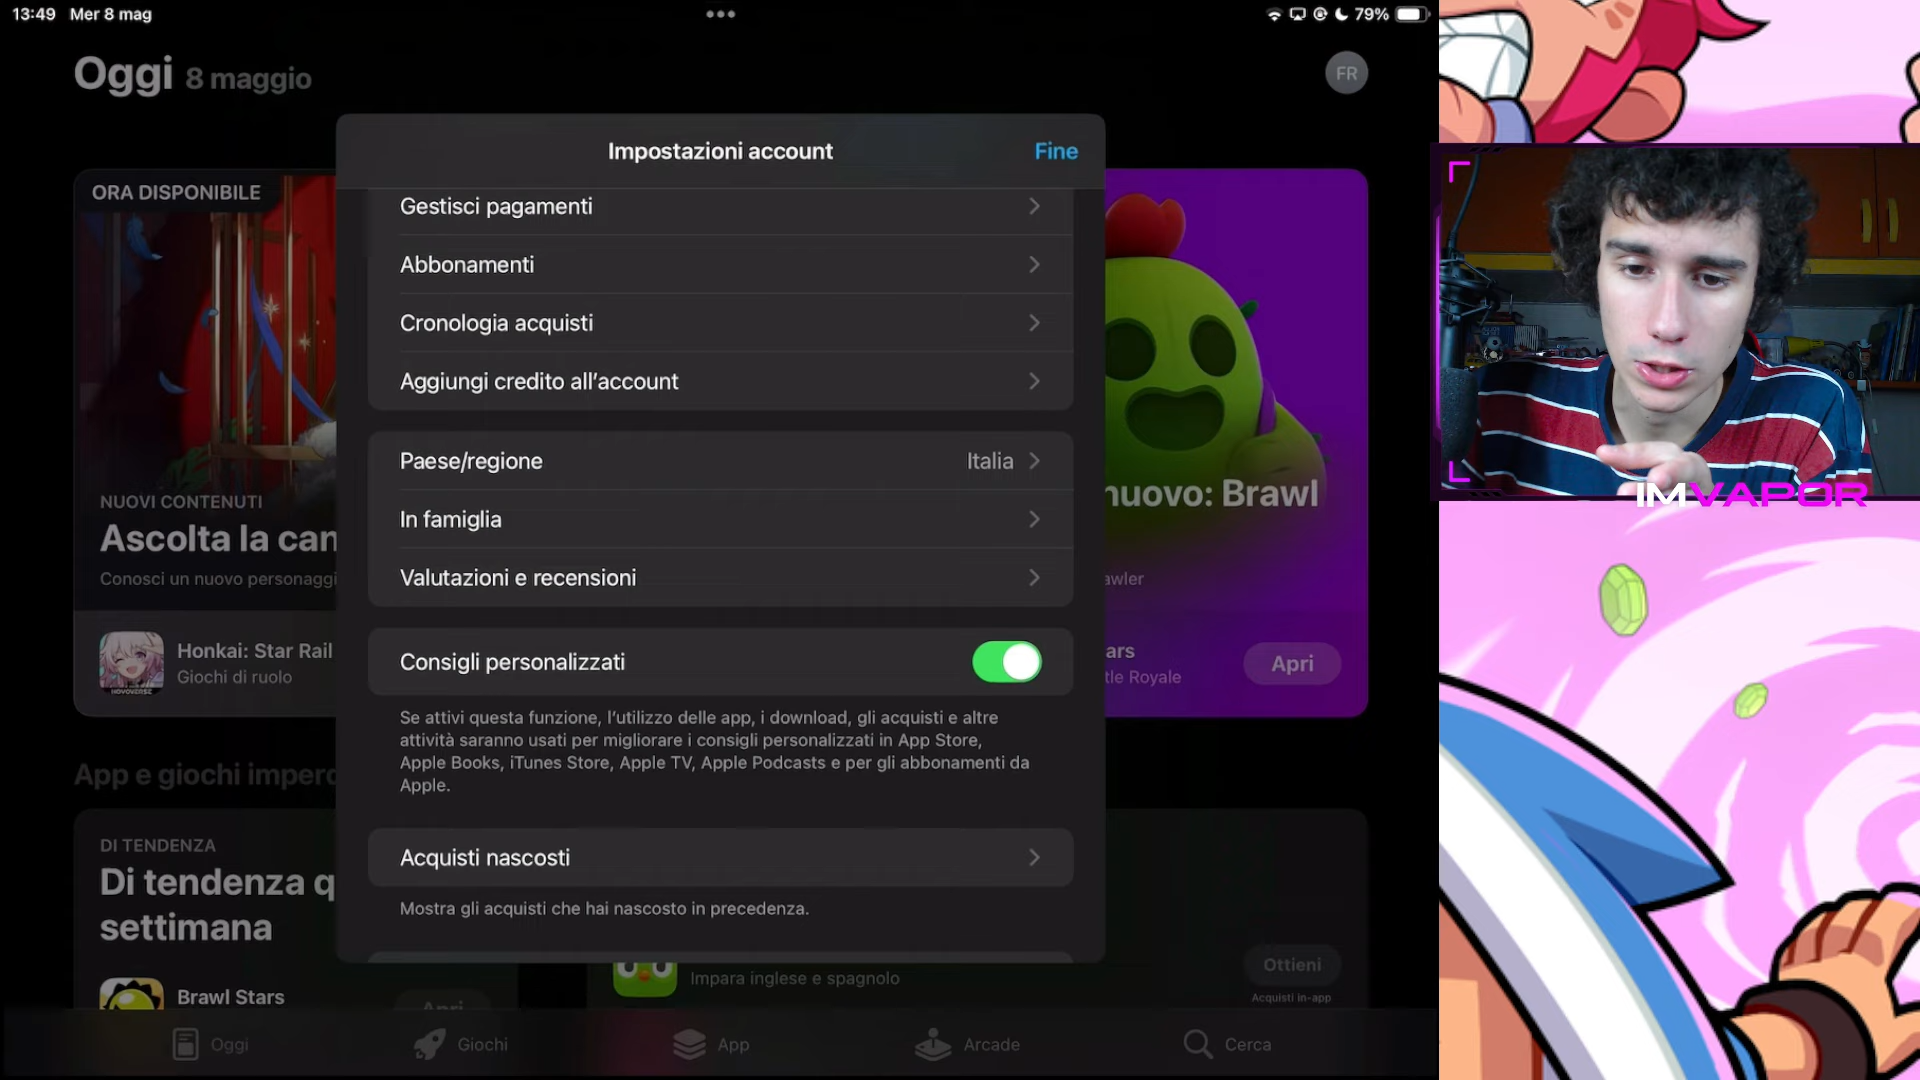 13:49 Mer 8 mag
79%
Oggi 8 maggio
FR
Impostazioni account
Fine
Gestisci pagamenti
Abbonamenti
Cronologia acquisti
Aggiungi credito all’account
Paese/regione
Italia
In famiglia
Valutazioni e recensioni
Consigli personalizzati
Se attivi questa funzione, l’utilizzo delle app, i download, gli acquisti e altre
attività saranno usati per migliorare i consigli personalizzati in App Store,
Apple Books, iTunes Store, Apple TV, Apple Podcasts e per gli abbonamenti da
Apple.
Acquisti nascosti
Mostra gli acquisti che hai nascosto in precedenza.
ORA DISPONIBILE
NUOVI CONTENUTI
Ascolta la can
Conosci un nuovo personaggi
Honkai: Star Rail
Giochi di ruolo
nuovo: Brawl
awler
ars
tle Royale
Apri
App e giochi imperd
DI TENDENZA
Di tendenza q
settimana
Brawl Stars
Apri
Impara inglese e spagnolo
Ottieni
Acquisti in-app
Oggi
Giochi
App
Arcade
Cerca
IMVAPOR